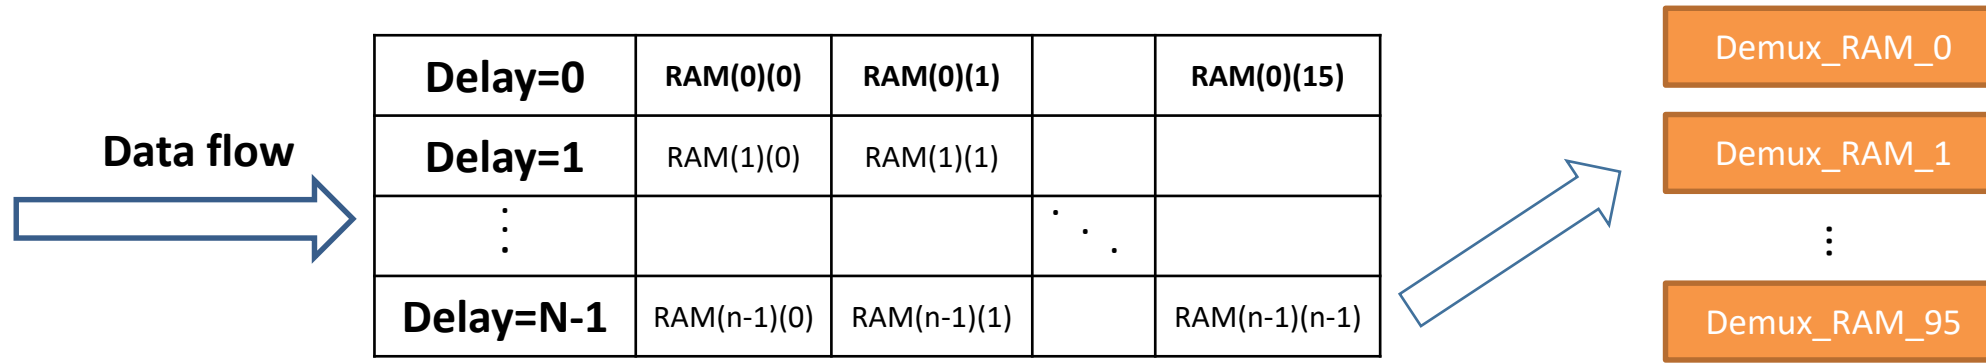 Data flow
Delay=0 RAM(0)(0) RAM(0)(1) RAM(0)(15)
Delay=1 RAM(1)(0) RAM(1)(1)
⋮ ⋱
Delay=N-1 RAM(n-1)(0) RAM(n-1)(1) RAM(n-1)(n-1)
Demux_RAM_0
Demux_RAM_1
⋮
Demux_RAM_95